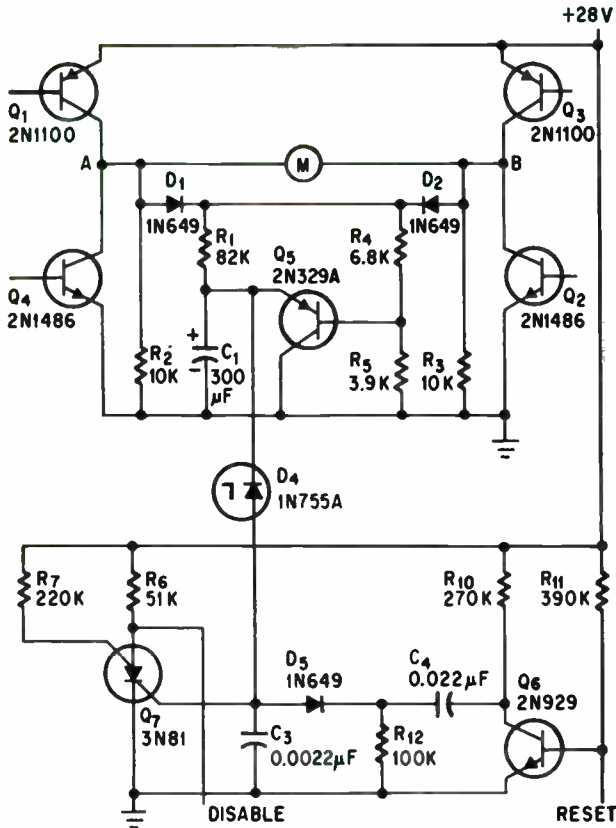 +28V
Q1
2N1100
Q3
2N1100
A
M
B
D1
1N649
D2
1N649
R1
82K
Q5
2N329A
R4
6.8K
Q4
2N1486
Q2
2N1486
R2
10K
+
-
C1
300
µF
R5
3.9K
R3
10K
D4
1N755A
R7
220K
R6
51K
R10
270K
R11
390K
D5
1N649
C4
0.022µF
Q6
2N929
Q7
3N81
C3
0.0022µF
R12
100K
DISABLE
RESET